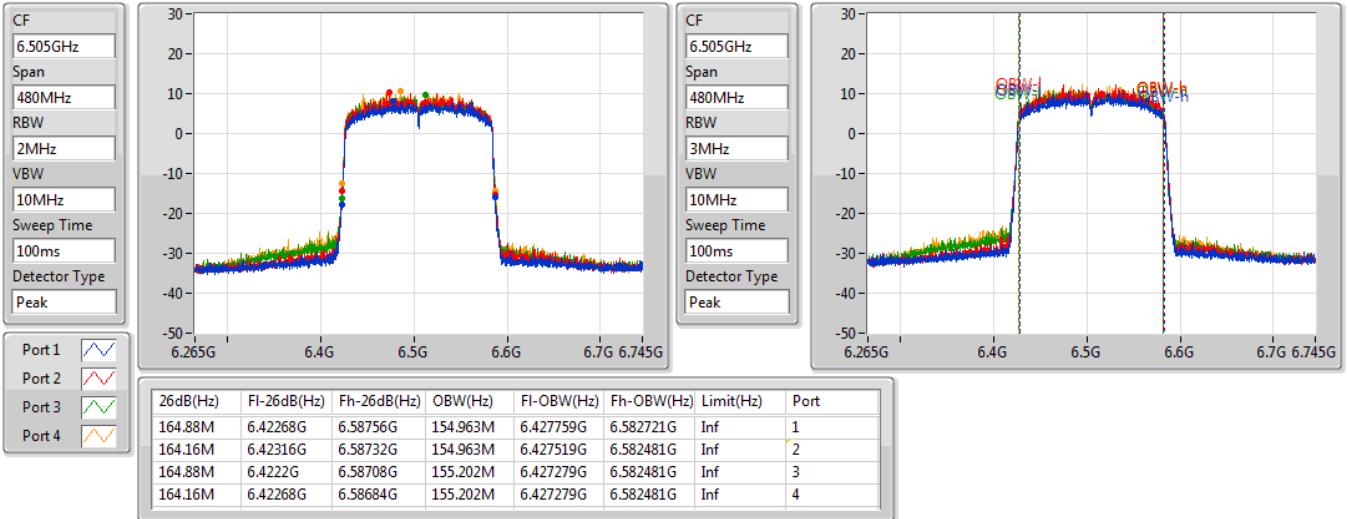 CF
6.505GHz
Span
480MHz
RBW
2MHz
VBW
10MHz
Sweep Time
100ms
Detector Type
Peak
30
20
10
0
-10
-20
-30
-40
-50
6.265G 6.4G 6.5G 6.6G 6.7G 6.745G
CF
6.505GHz
Span
480MHz
RBW
3MHz
VBW
10MHz
Sweep Time
100ms
Detector Type
Peak
30
20
10
0
-10
-20
-30
-40
-50
OBW-l OBW-h
6.265G 6.4G 6.5G 6.6G 6.7G 6.745G
Port 1
Port 2
Port 3
Port 4
26dB(Hz) Fl-26dB(Hz) Fh-26dB(Hz) OBW(Hz) Fl-OBW(Hz) Fh-OBW(Hz) Limit(Hz) Port
164.88M 6.42268G 6.58756G 154.963M 6.427759G 6.582721G Inf 1
164.16M 6.42316G 6.58732G 154.963M 6.427519G 6.582481G Inf 2
164.88M 6.4222G 6.58708G 155.202M 6.427279G 6.582481G Inf 3
164.16M 6.42268G 6.58684G 155.202M 6.427279G 6.582481G Inf 4